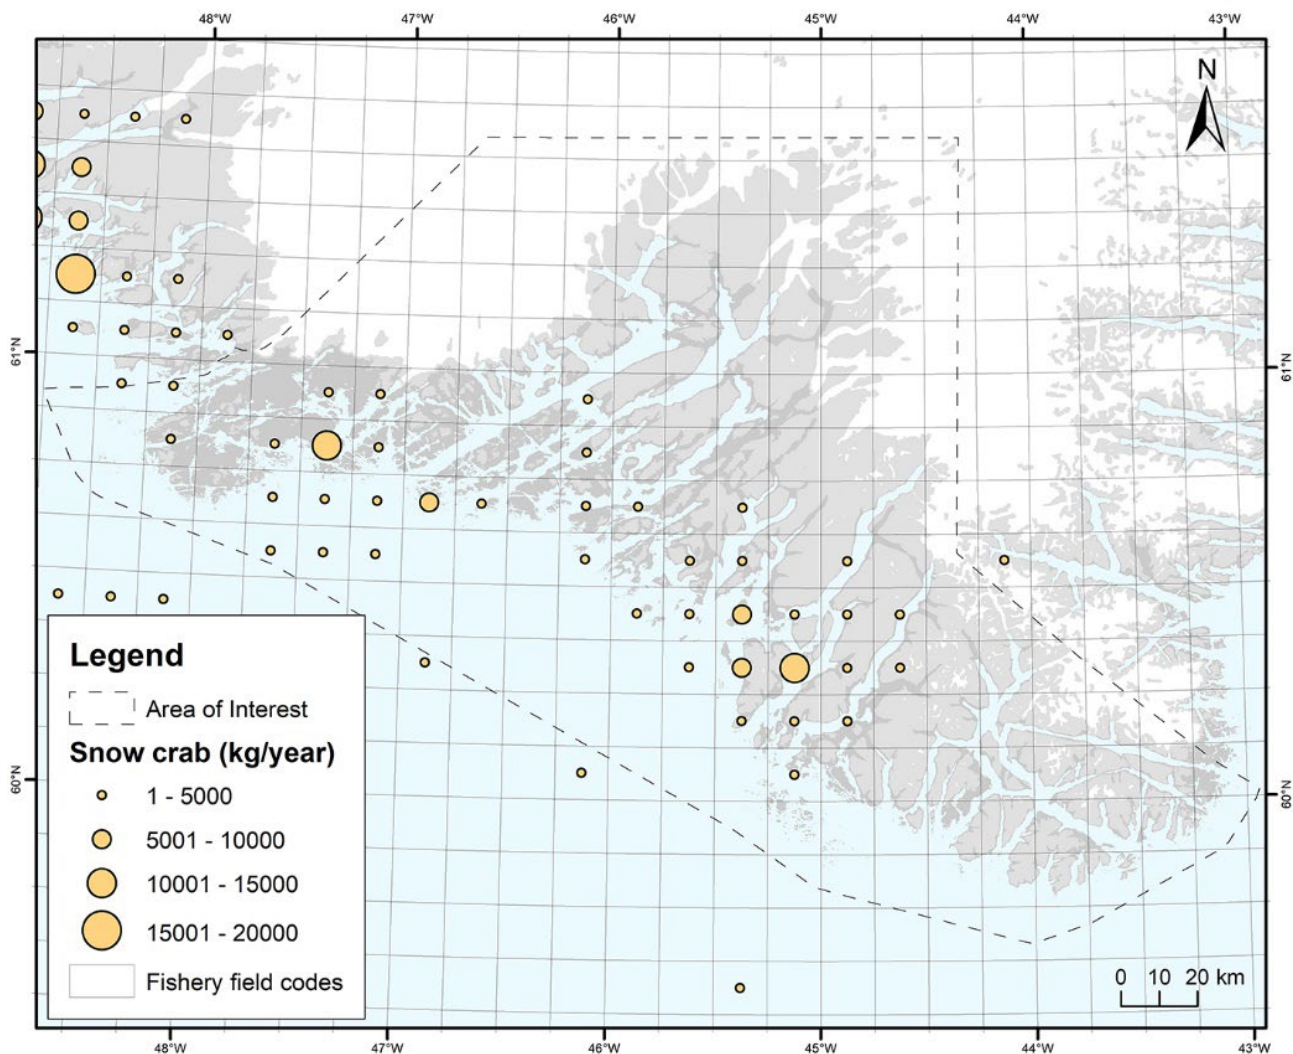 48°W 47°W 46°W 45°W 44°W 43°W
N
61°N 61°N
Legend
Area of Interest
Snow crab (kg/year)
1 - 5000
5001 - 10000
10001 - 15000
15001 - 20000
Fishery field codes
60°N 60°N
0 10 20 km
48°W 47°W 46°W 45°W 44°W 43°W